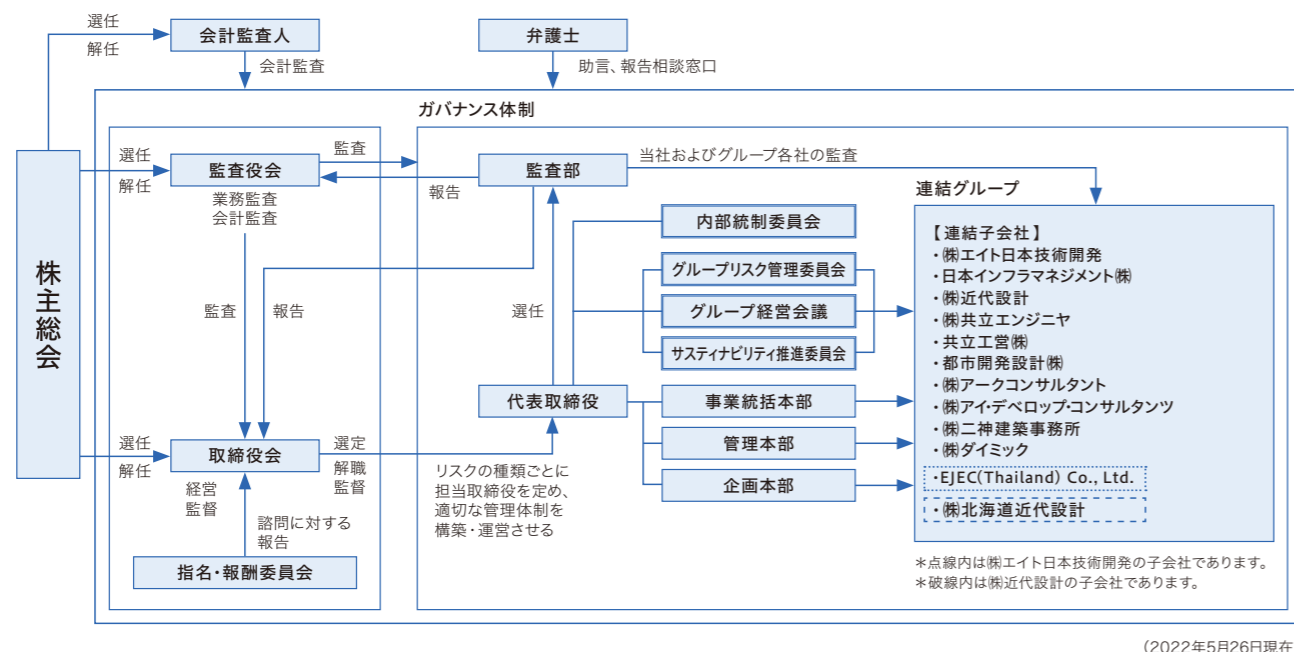 選任
解任
会計監査人
会計監査
弁護士
助言、報告相談窓口
ガバナンス体制
株主総会
選任
解任
監査役会
業務監査
会計監査
監査
報告
監査部
当社およびグループ各社の監査
監査
報告
選任
内部統制委員会
グループリスク管理委員会
グループ経営会議
サスティナビリティ推進委員会
選任
解任
取締役会
経営
監督
選定
解職
監督
諮問に対する
報告
指名・報酬委員会
代表取締役
リスクの種類ごとに
担当取締役を定め、
適切な管理体制を
構築・運営させる
事業統括本部
管理本部
企画本部
連結グループ
【連結子会社】
・㈱エイト日本技術開発
・日本インフラマネジメント㈱
・㈱近代設計
・㈱共立エンジニヤ
・共立工営㈱
・都市開発設計㈱
・㈱アークコンサルタント
・㈱アイ・デベロップ・コンサルタンツ
・㈱二神建築事務所
・㈱ダイミック
・EJEC(Thailand) Co., Ltd.
・㈱北海道近代設計
＊点線内は㈱エイト日本技術開発の子会社であります。
＊破線内は㈱近代設計の子会社であります。
（2022年5月26日現在